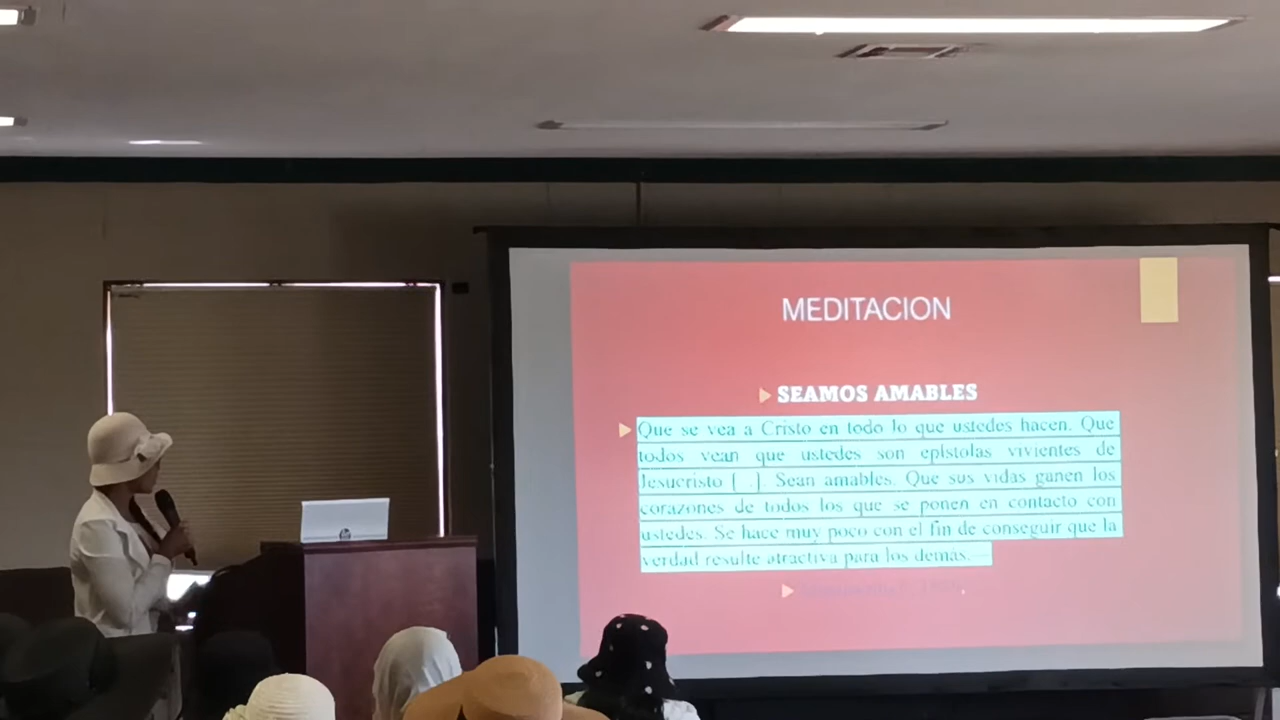 MEDITACION
SEAMOS AMABLES
Que se vea a Cristo en todo lo que ustedes hacen. Que
todos vean que ustedes son epístolas vivientes de
Jesucristo [...]. Sean amables. Que sus vidas ganen los
corazones de todos los que se ponen en contacto con
ustedes. Se hace muy poco con el fin de conseguir que la
verdad resulte atractiva para los demás.